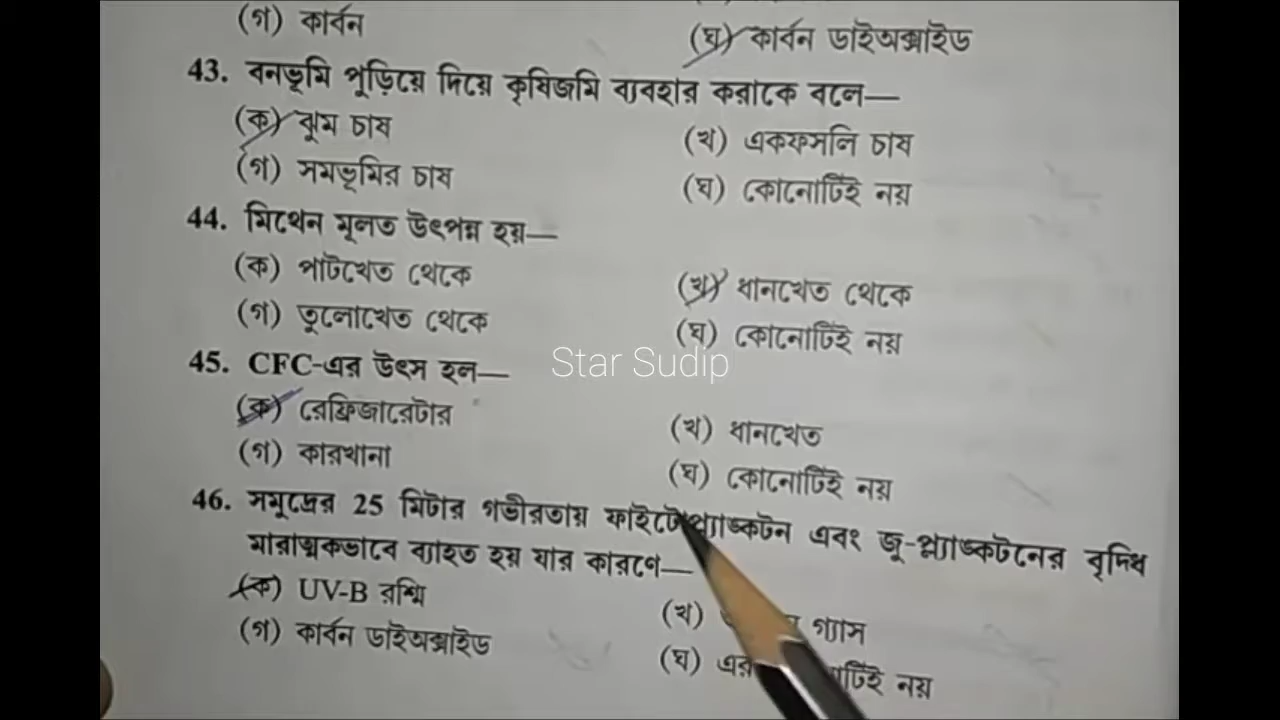 (গ) কার্বন
(ঘ) কার্বন ডাইঅক্সাইড
43. বনভূমি পুড়িয়ে দিয়ে কৃষিজমি ব্যবহার করাকে বলে—
(ক) ঝুম চাষ
(খ) একফসলি চাষ
(গ) সমভূমির চাষ
(ঘ) কোনোটিই নয়
44. মিথেন মূলত উৎপন্ন হয়—
(ক) পাটখেত থেকে
(খ) ধানখেত থেকে
(গ) তুলোখেত থেকে
(ঘ) কোনোটিই নয়
45. CFC-এর উৎস হল—
Star Sudip
(ক) রেফ্রিজারেটার
(খ) ধানখেত
(গ) কারখানা
(ঘ) কোনোটিই নয়
46. সমুদ্রের 25 মিটার গভীরতায় ফাইটোপ্ল্যাঙ্কটন এবং জু-প্ল্যাঙ্কটনের বৃদ্ধি
মারাত্মকভাবে ব্যাহত হয় যার কারণে—
(ক) UV-B রশ্মি
(খ) গ্যাস
(গ) কার্বন ডাইঅক্সাইড
(ঘ) নয়